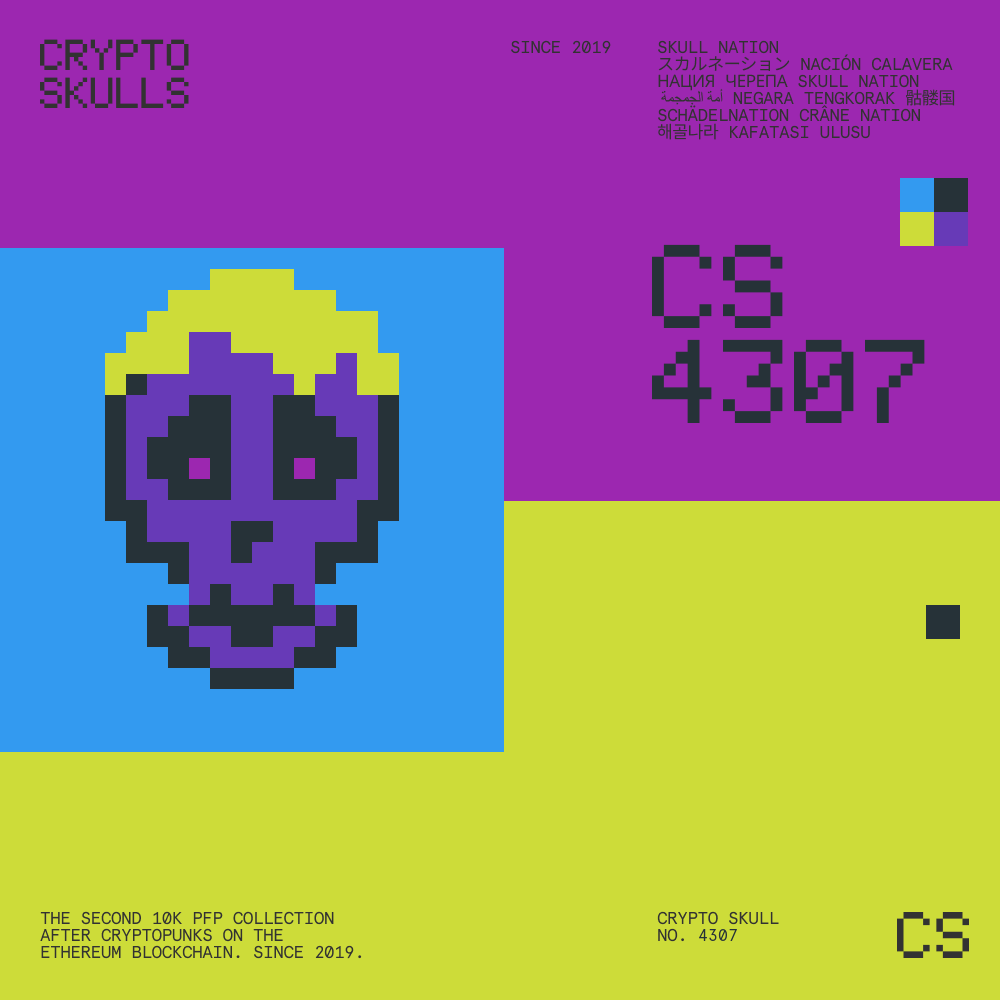 CRYPTO
SKULLS
SINCE 2019
SKULL NATION
スカルネーション NACIÓN CALAVERA
НАЦИЯ ЧЕРЕПА SKULL NATION
أمة الجمجمة NEGARA TENGKORAK 骷髅国
SCHÄDELNATION CRÂNE NATION
해골나라 KAFATASI ULUSU
CS
4307
THE SECOND 10K PFP COLLECTION
AFTER CRYPTOPUNKS ON THE
ETHEREUM BLOCKCHAIN. SINCE 2019.
CRYPTO SKULL
NO. 4307
CS